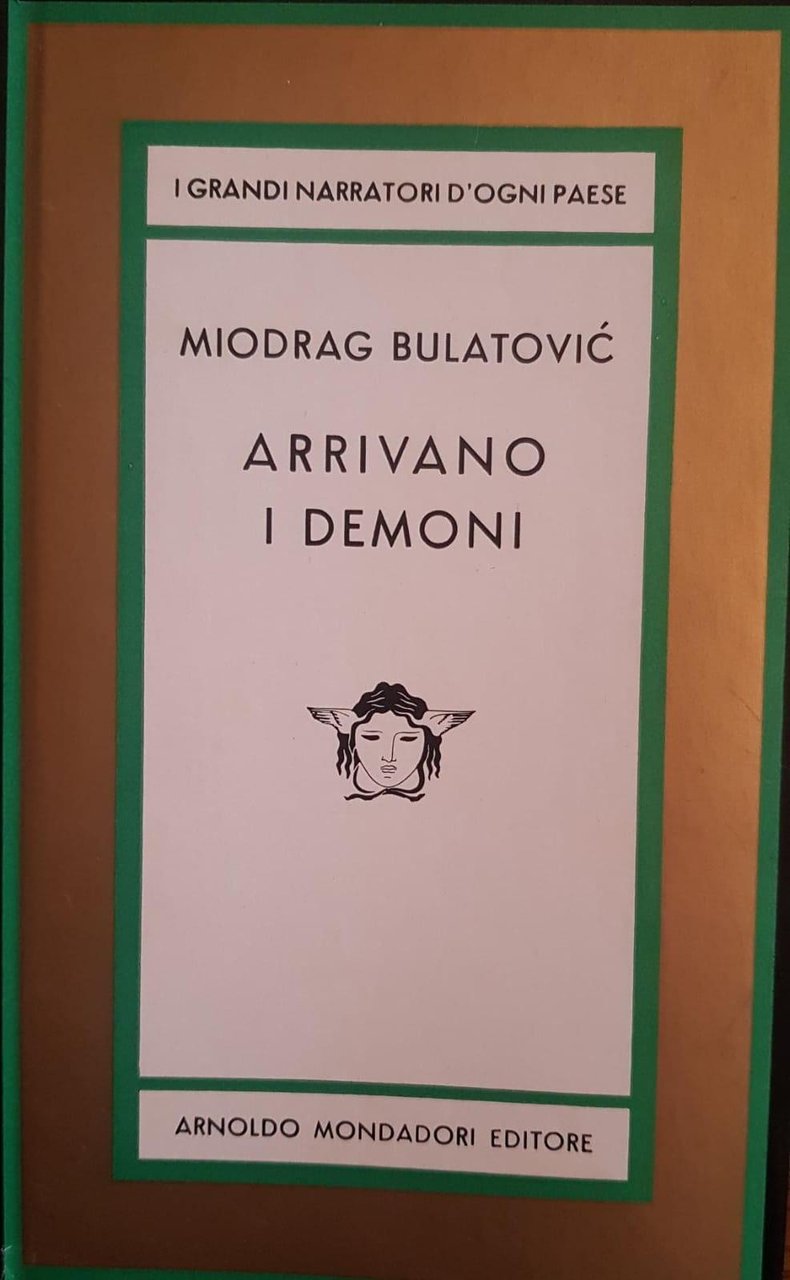 I GRANDI NARRATORI D'OGNI PAESE
MIODRAG BULATOVIĆ
ARRIVANO
I DEMONI
ARNOLDO MONDADORI EDITORE